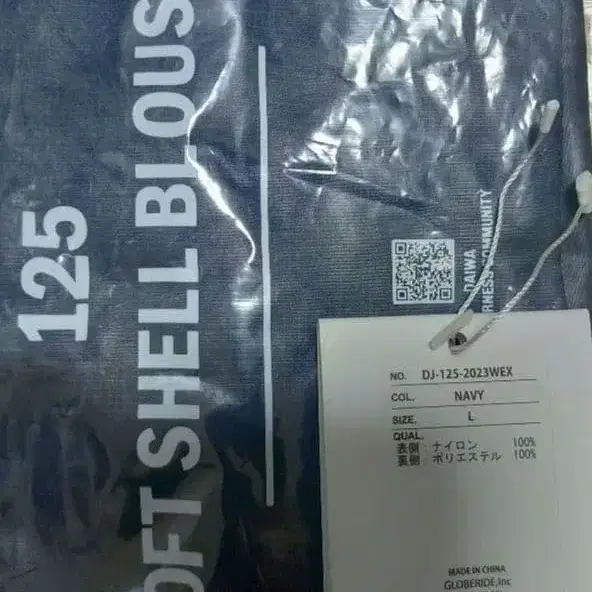 125
OFT SHELL BLOUS
DAIWA
RNESS COMMUNITY
NO. DJ-125-2023WEX
COL. NAVY
SIZE. L
QUAL.
表側 ナイロン 100%
裏側 ポリエステル 100%
MADE IN CHINA
GLOBERIDE,Inc